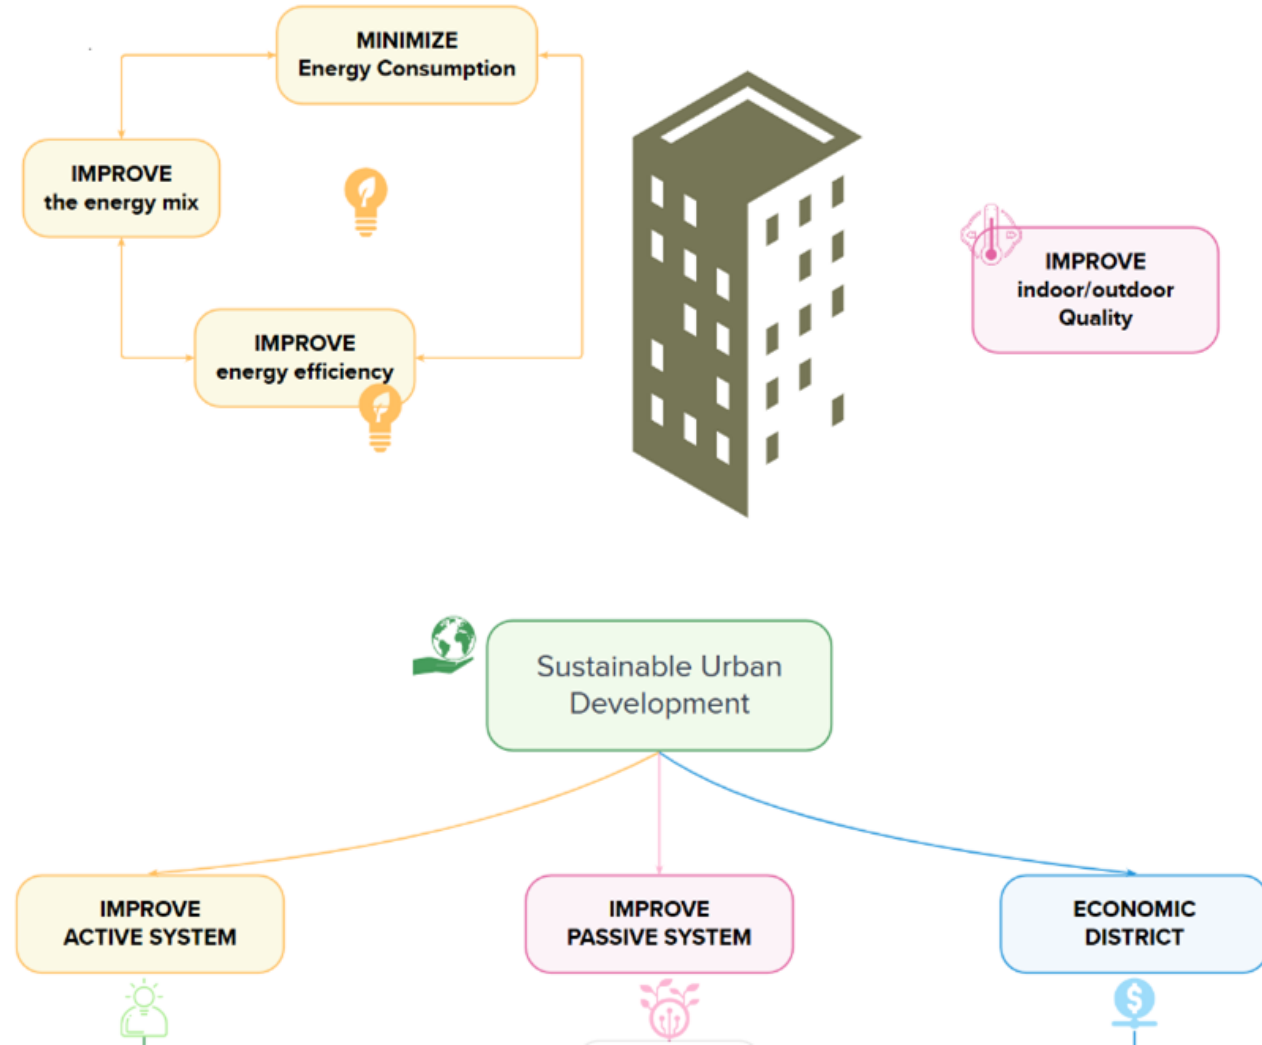 MINIMIZE
Energy Consumption
IMPROVE
the energy mix
IMPROVE
indoor/outdoor
Quality
IMPROVE
energy efficiency
Sustainable Urban
Development
IMPROVE
ACTIVE SYSTEM
IMPROVE
PASSIVE SYSTEM
ECONOMIC
DISTRICT
$